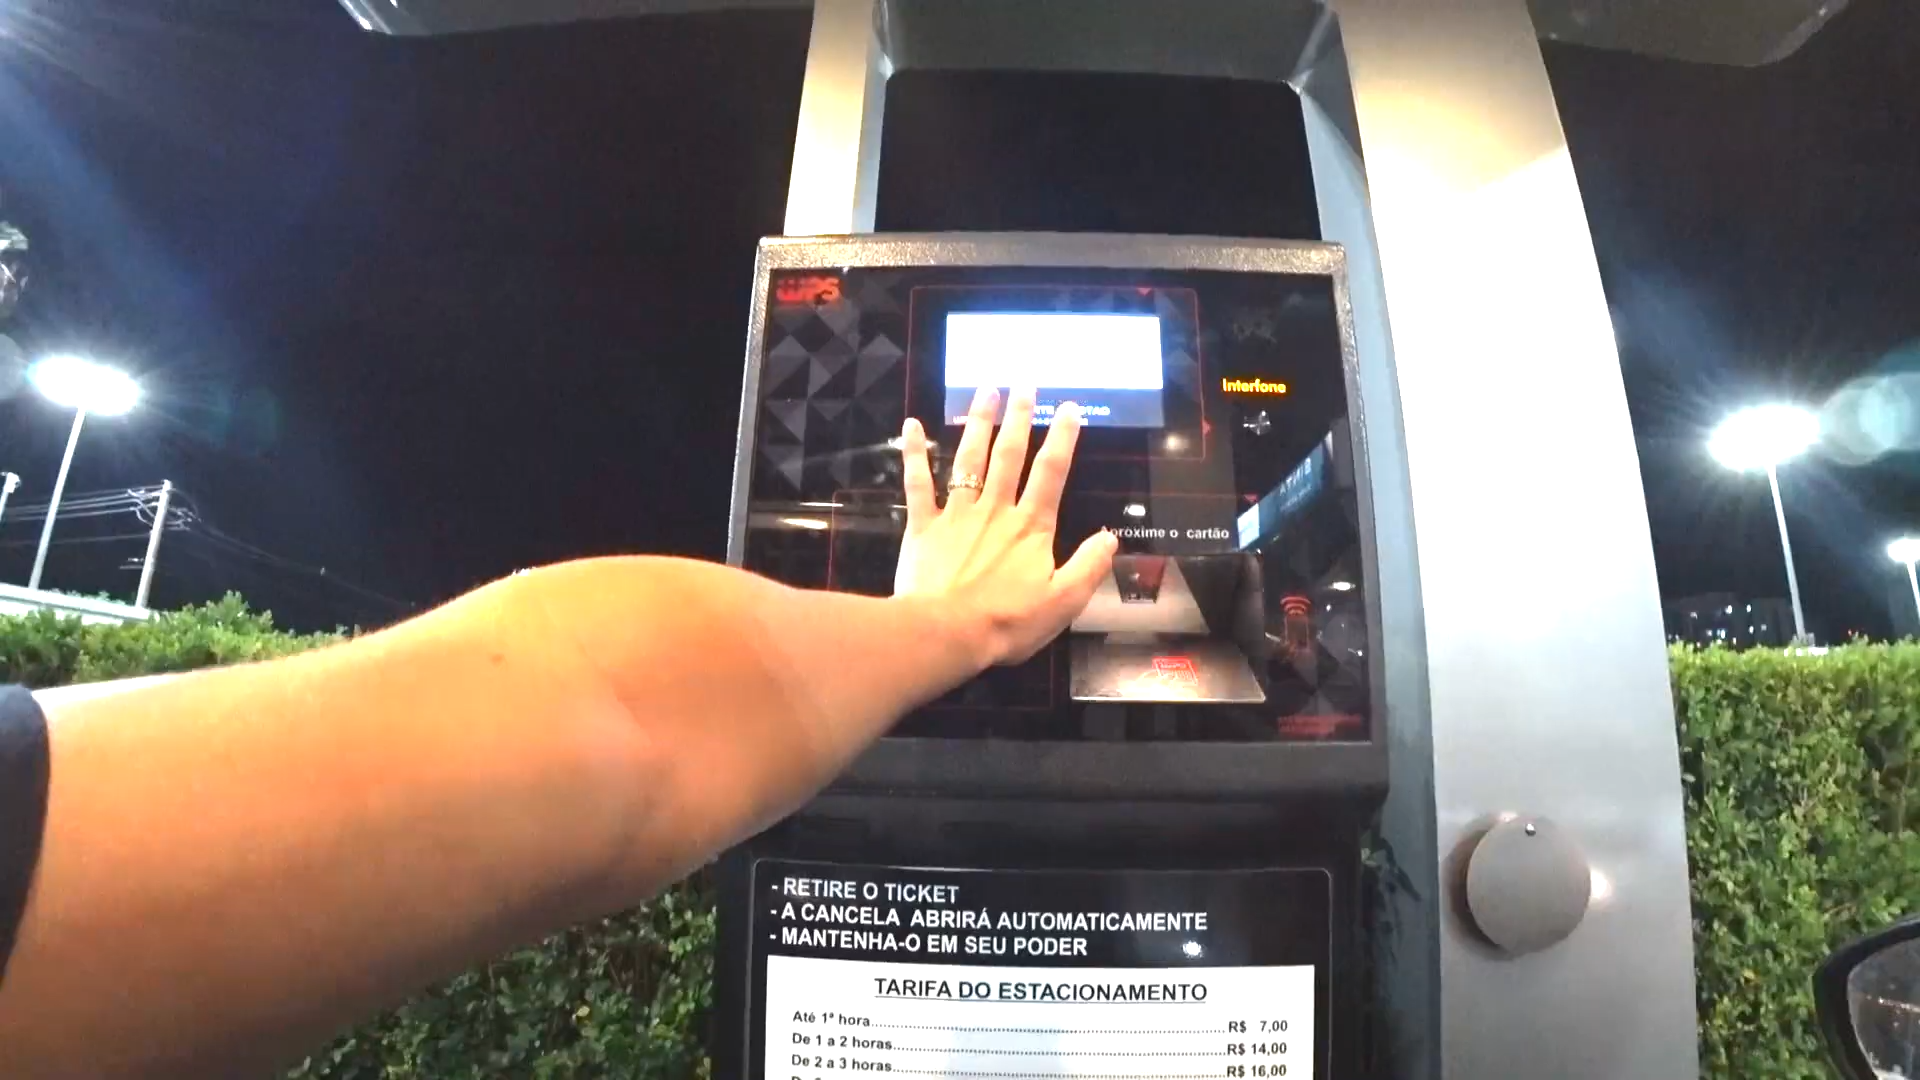 WPS
Interfone
Aproxime o cartão
- RETIRE O TICKET
- A CANCELA ABRIRÁ AUTOMATICAMENTE
- MANTENHA-O EM SEU PODER
TARIFA DO ESTACIONAMENTO
Até 1ª hora........R$ 7,00
De 1 a 2 horas........R$ 14,00
De 2 a 3 horas........R$ 16,00